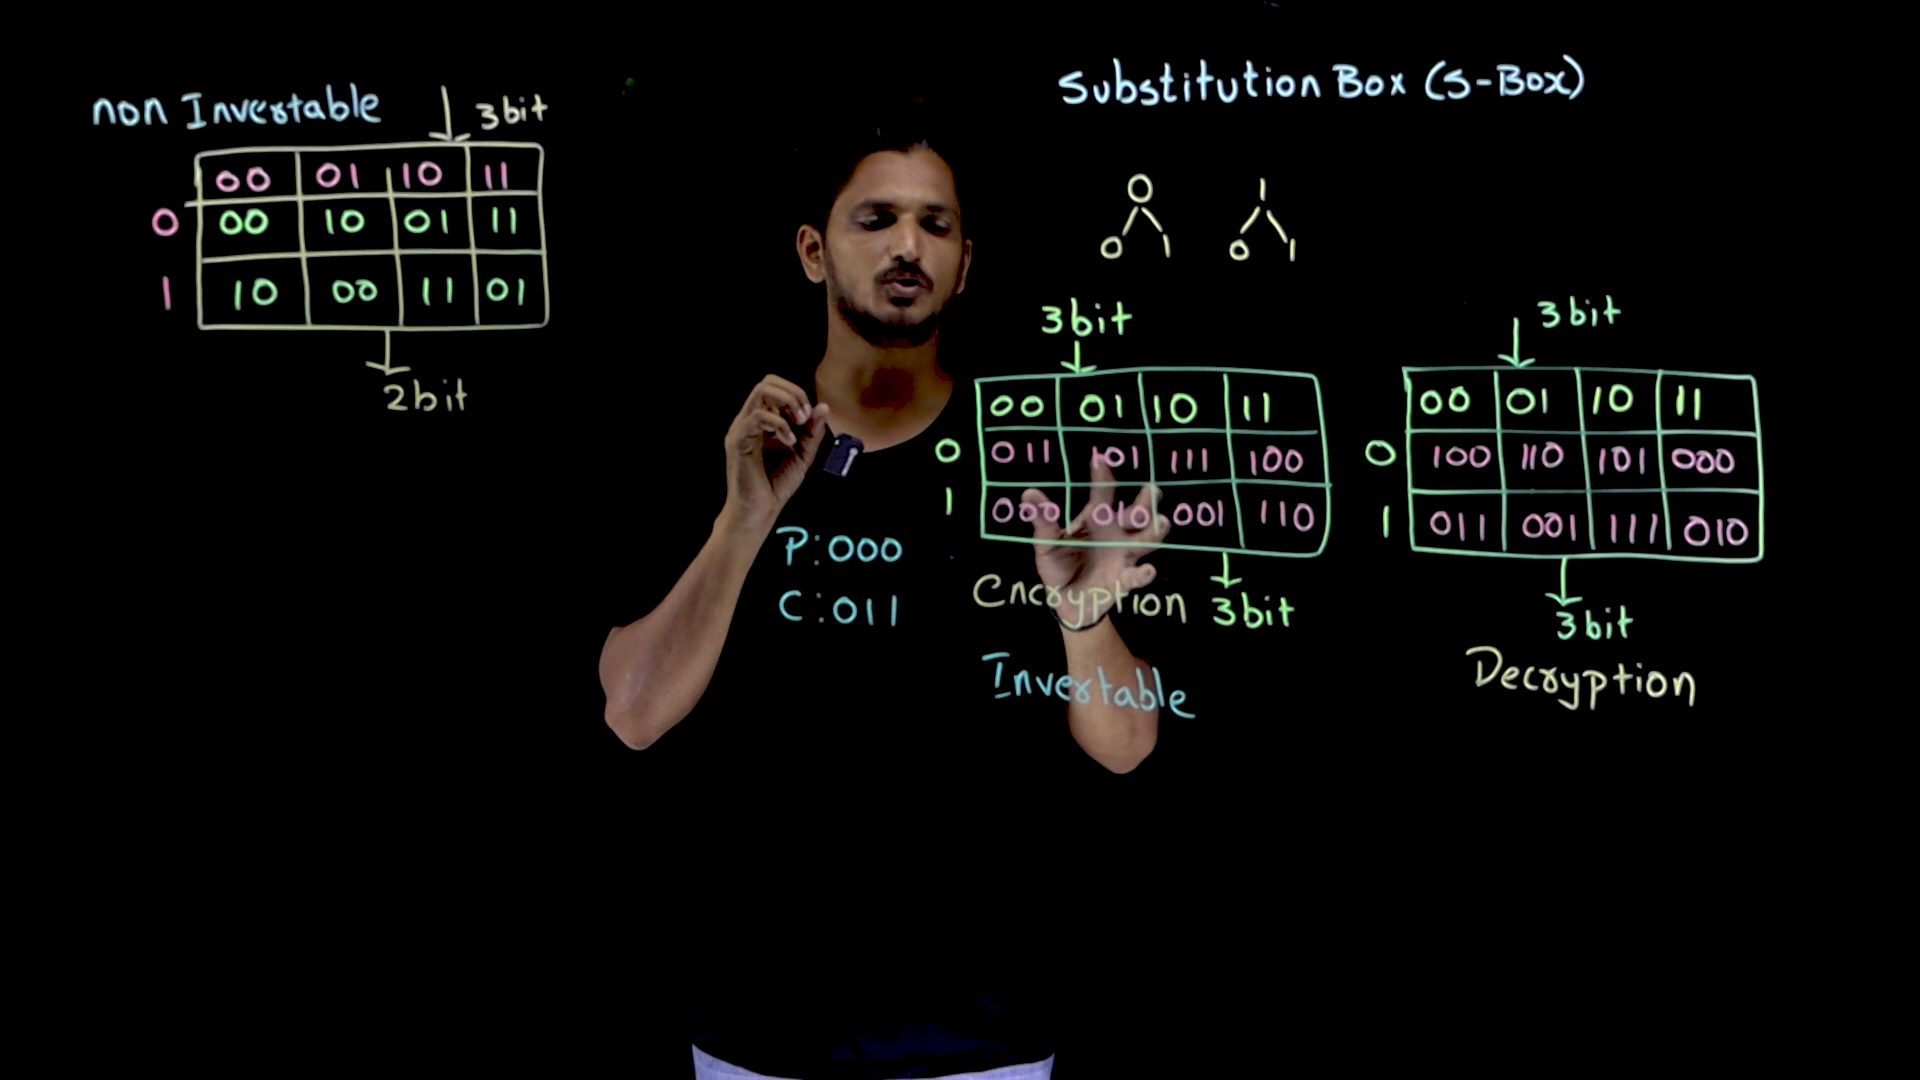 non Invertable
3bit
00 01 10 11
0 00 10 01 11
1 10 00 11 01
2bit
Substitution Box (S-Box)
0 1
0 1 0 1
3bit
00 01 10 11
0 011 101 111 100
1 000 010 001 110
Encryption 3bit
Invertable
P:000
C:011
3bit
00 01 10 11
0 100 110 101 000
1 011 001 111 010
3bit
Decryption